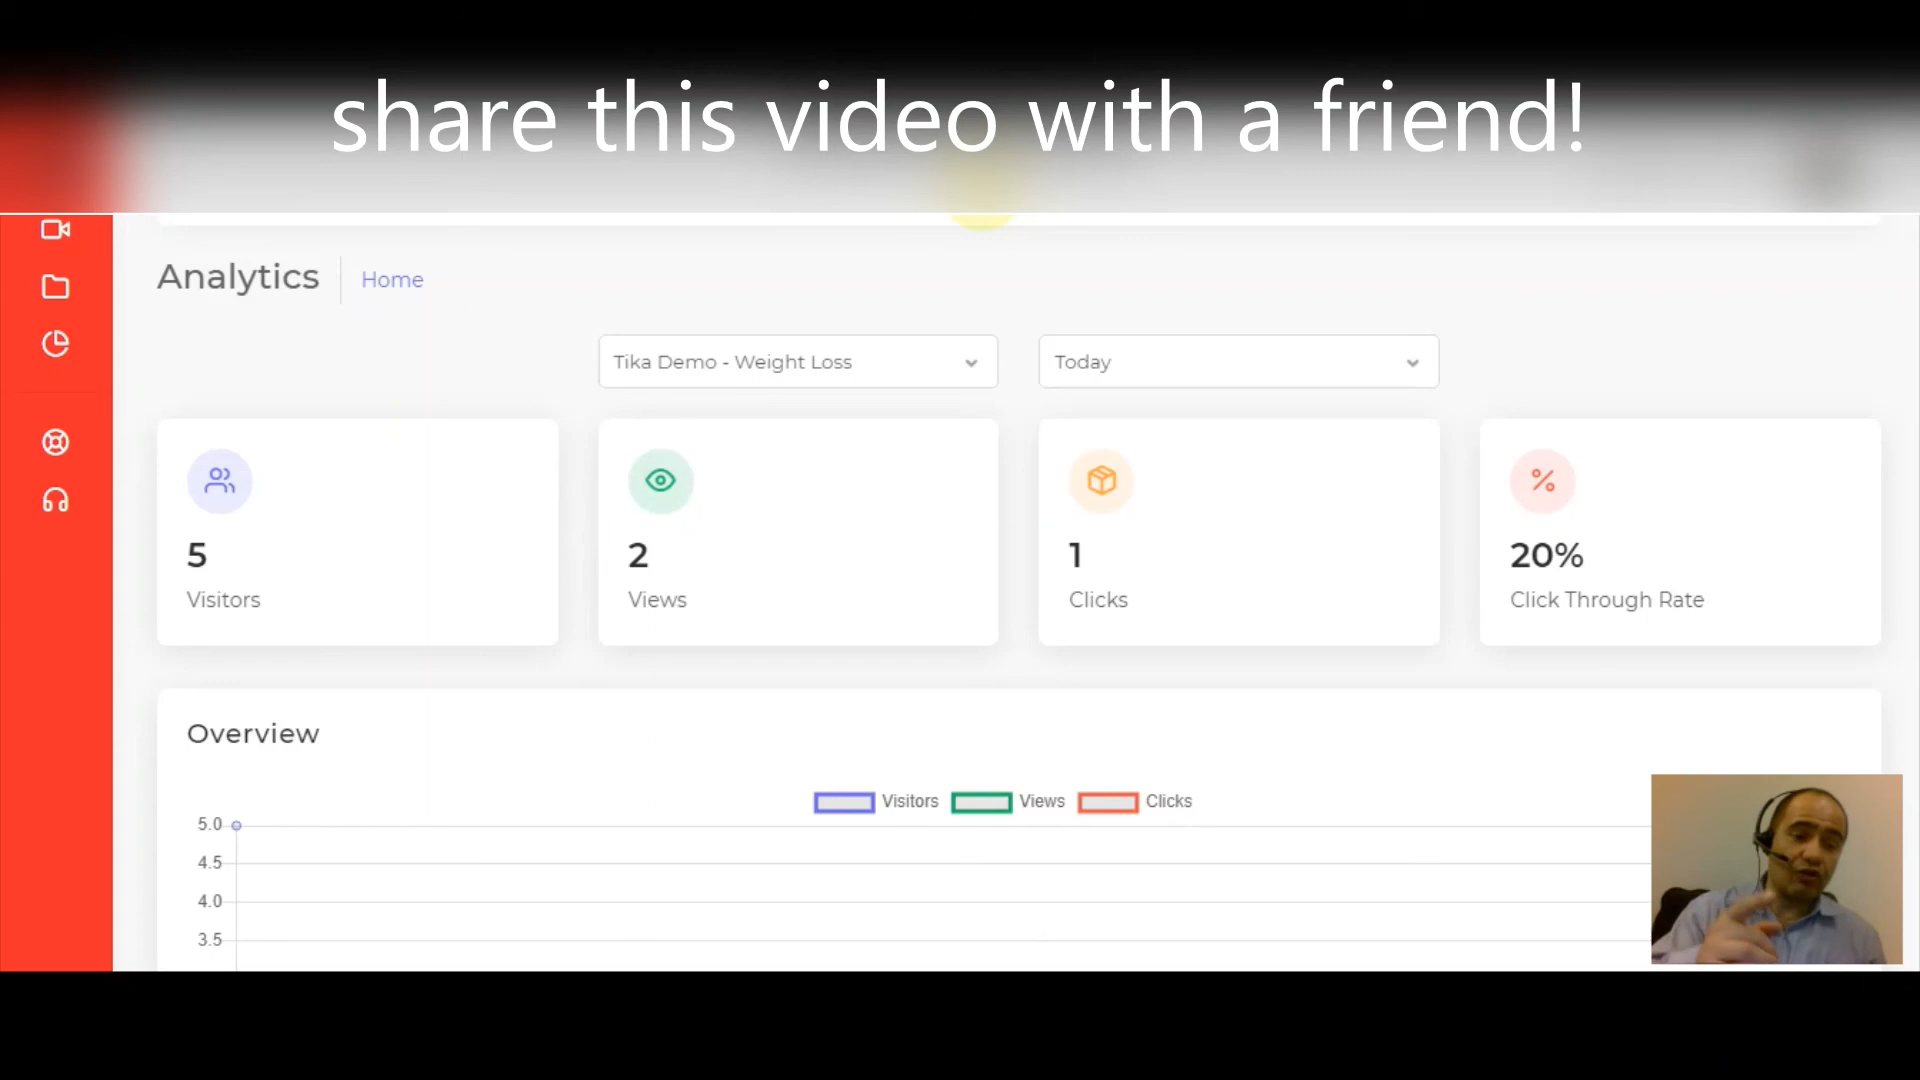 share this video with a friend!
Analytics
Home
Tika Demo - Weight Loss
Today
5
Visitors
2
Views
1
Clicks
20%
Click Through Rate
Overview
Visitors Views Clicks
5.0
4.5
4.0
3.5